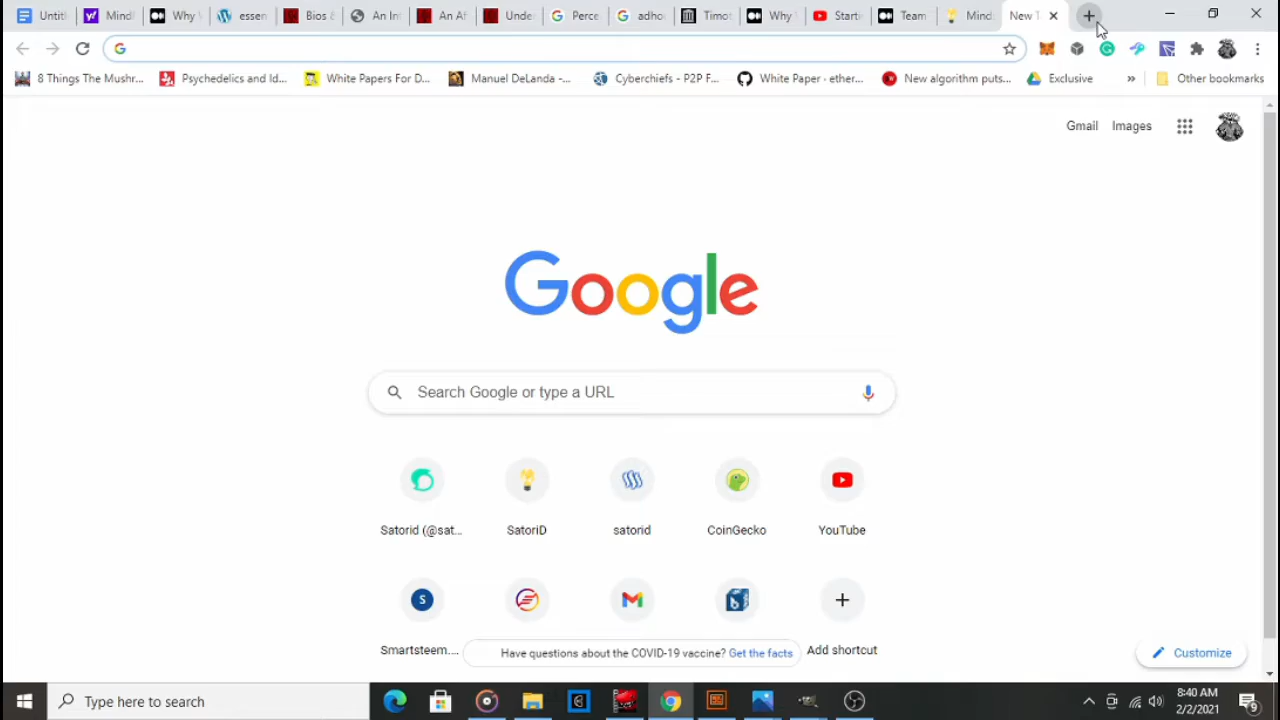 Untitl
Mind
Why
essen
Bios &
An In
An Af
Unde
Perce
adho
Timot
Why
Starti
Team
Mind
New T
8 Things The Mushr...
Psychedelics and Id...
White Papers For D...
Manuel DeLanda -...
Cyberchiefs - P2P F...
White Paper · ether...
New algorithm puts...
Exclusive
»
Other bookmarks
Gmail
Images
Google
Search Google or type a URL
Satorid (@sat...
SatoriD
satorid
CoinGecko
YouTube
S
Smartsteem....
Add shortcut
Have questions about the COVID-19 vaccine? Get the facts
Customize
Type here to search
8:40 AM
2/2/2021
9